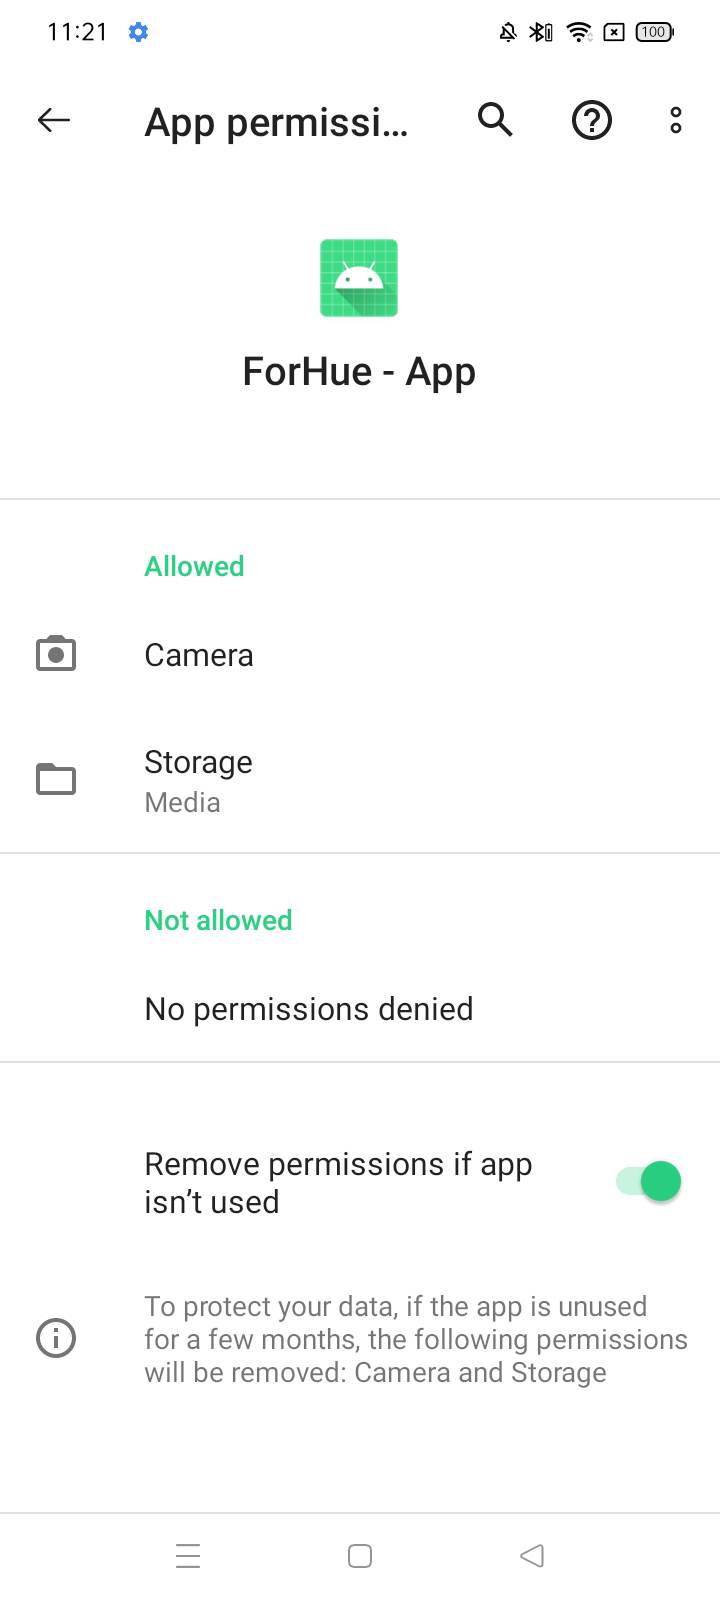 11:21
100
App permissi...
ForHue - App
Allowed
Camera
Storage
Media
Not allowed
No permissions denied
Remove permissions if app
isn’t used
To protect your data, if the app is unused
for a few months, the following permissions
will be removed: Camera and Storage